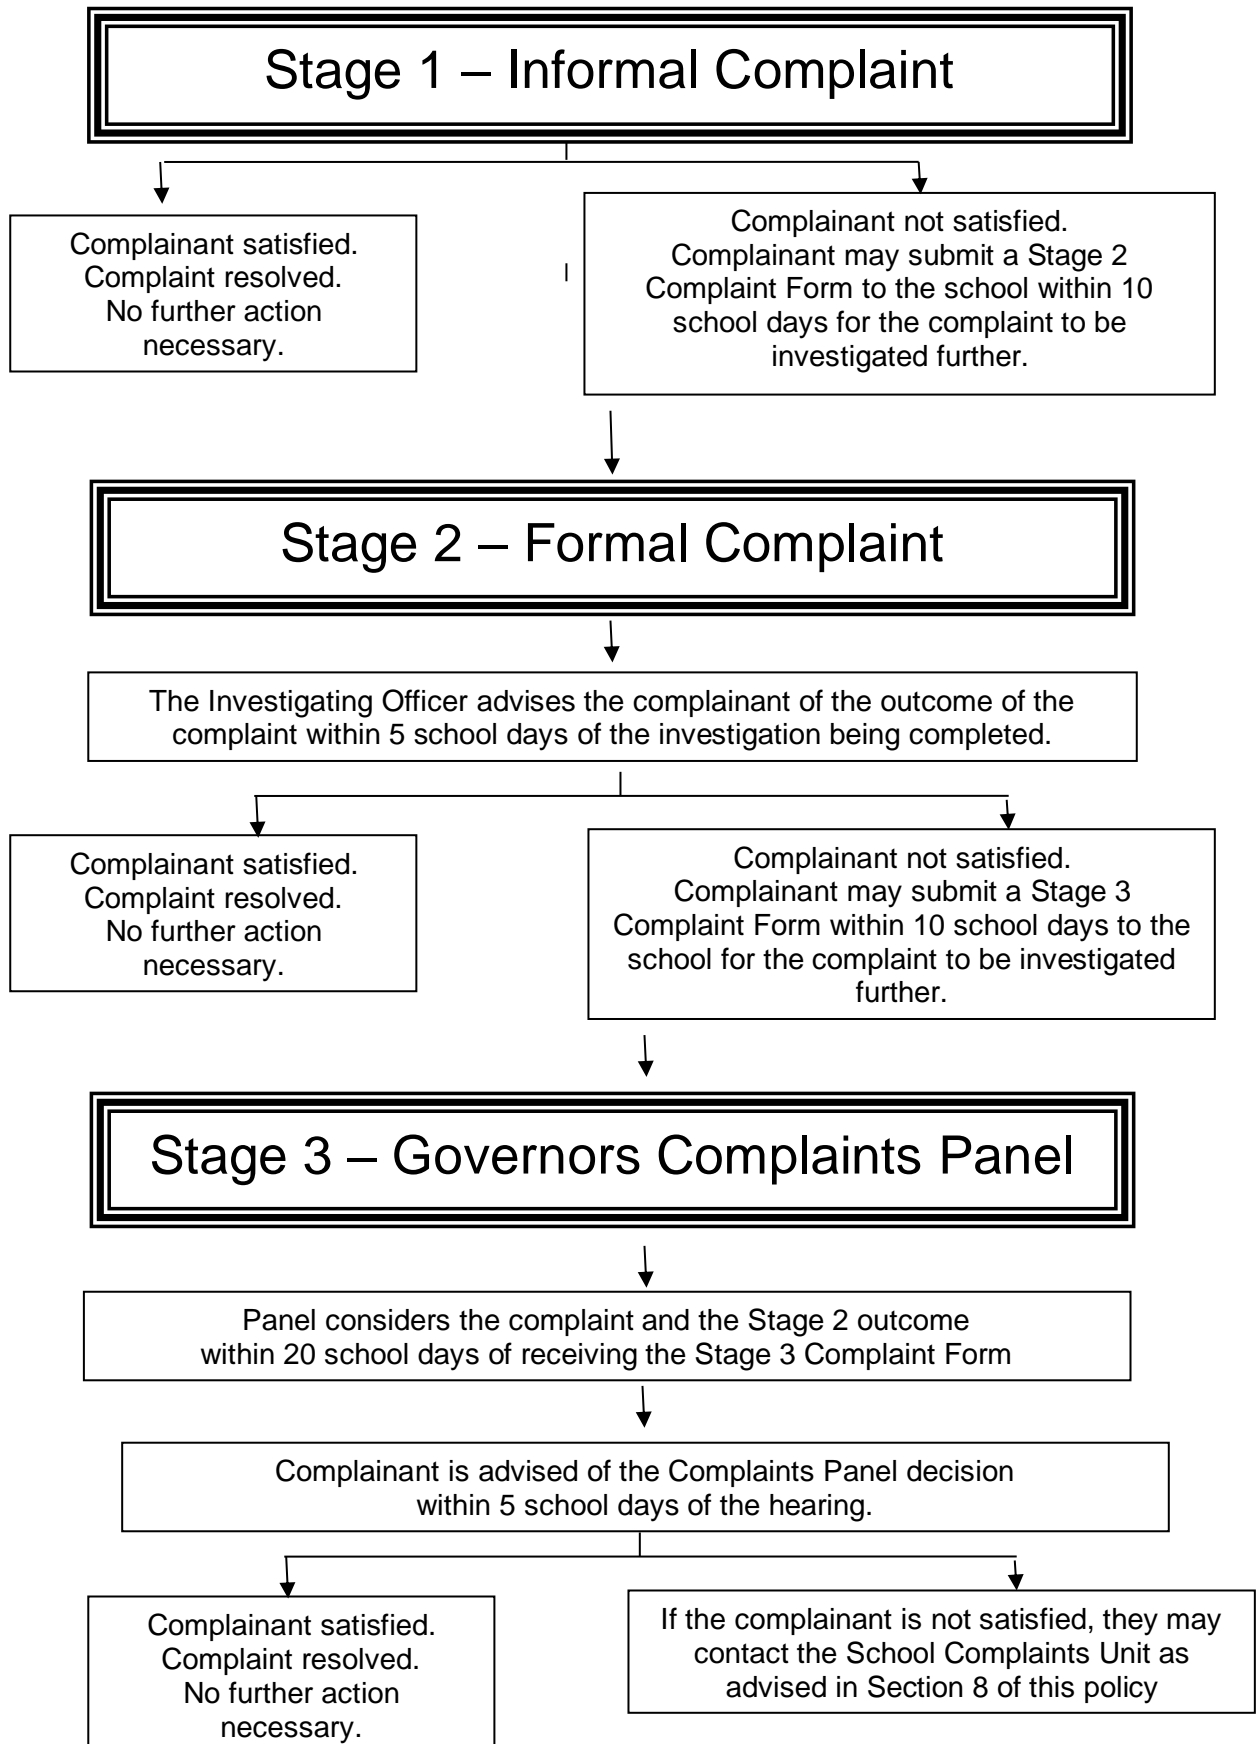 Stage 1 – Informal Complaint
Complainant satisfied.
Complaint resolved.
No further action
necessary.
Complainant not satisfied.
Complainant may submit a Stage 2
Complaint Form to the school within 10
school days for the complaint to be
investigated further.
Stage 2 – Formal Complaint
The Investigating Officer advises the complainant of the outcome of the
complaint within 5 school days of the investigation being completed.
Complainant satisfied.
Complaint resolved.
No further action
necessary.
Complainant not satisfied.
Complainant may submit a Stage 3
Complaint Form within 10 school days to the
school for the complaint to be investigated
further.
Stage 3 – Governors Complaints Panel
Panel considers the complaint and the Stage 2 outcome
within 20 school days of receiving the Stage 3 Complaint Form
Complainant is advised of the Complaints Panel decision
within 5 school days of the hearing.
Complainant satisfied.
Complaint resolved.
No further action
necessary.
If the complainant is not satisfied, they may
contact the School Complaints Unit as
advised in Section 8 of this policy